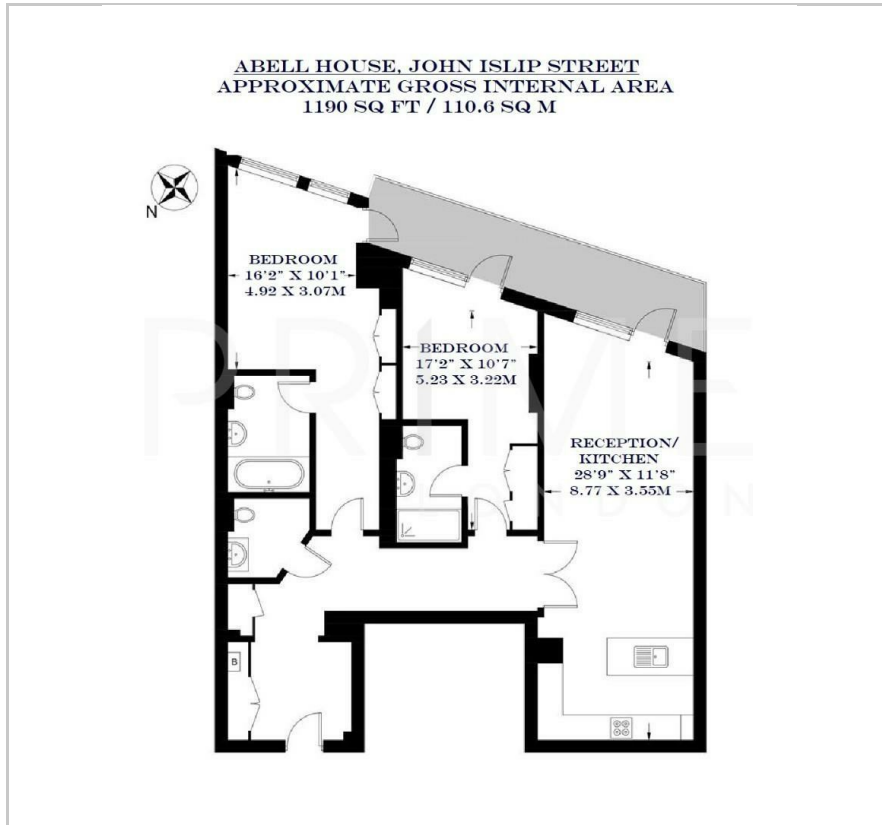 ABELL HOUSE, JOHN ISLIP STREET
APPROXIMATE GROSS INTERNAL AREA
1190 SQ FT / 110.6 SQ M
N
BEDROOM
16'2" X 10'1"
4.92 X 3.07M
BEDROOM
17'2" X 10'7"
5.23 X 3.22M
RECEPTION/
KITCHEN
28'9" X 11'8"
8.77 X 3.55M
B
PRIME
LONDON